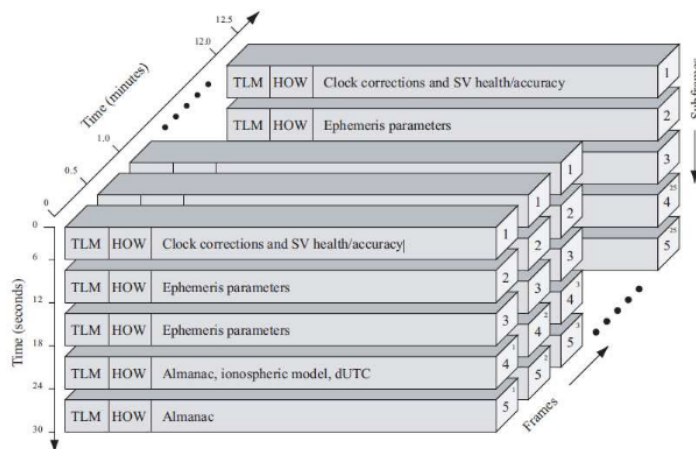 12.5
12.0
Time (minutes)
1.0
0.5
0
TLM HOW Clock corrections and SV health/accuracy 1
TLM HOW Ephemeris parameters 2
3
4 25
5 25
Subframes
1
2
3
4 3
5 3
1
2
3
4 2
5 2
0
TLM HOW Clock corrections and SV health/accuracy| 1
6
TLM HOW Ephemeris parameters 2
12
TLM HOW Ephemeris parameters 3
18
TLM HOW Almanac, ionospheric model, dUTC 4 1
24
TLM HOW Almanac 5 1
30
Time (seconds)
Frames